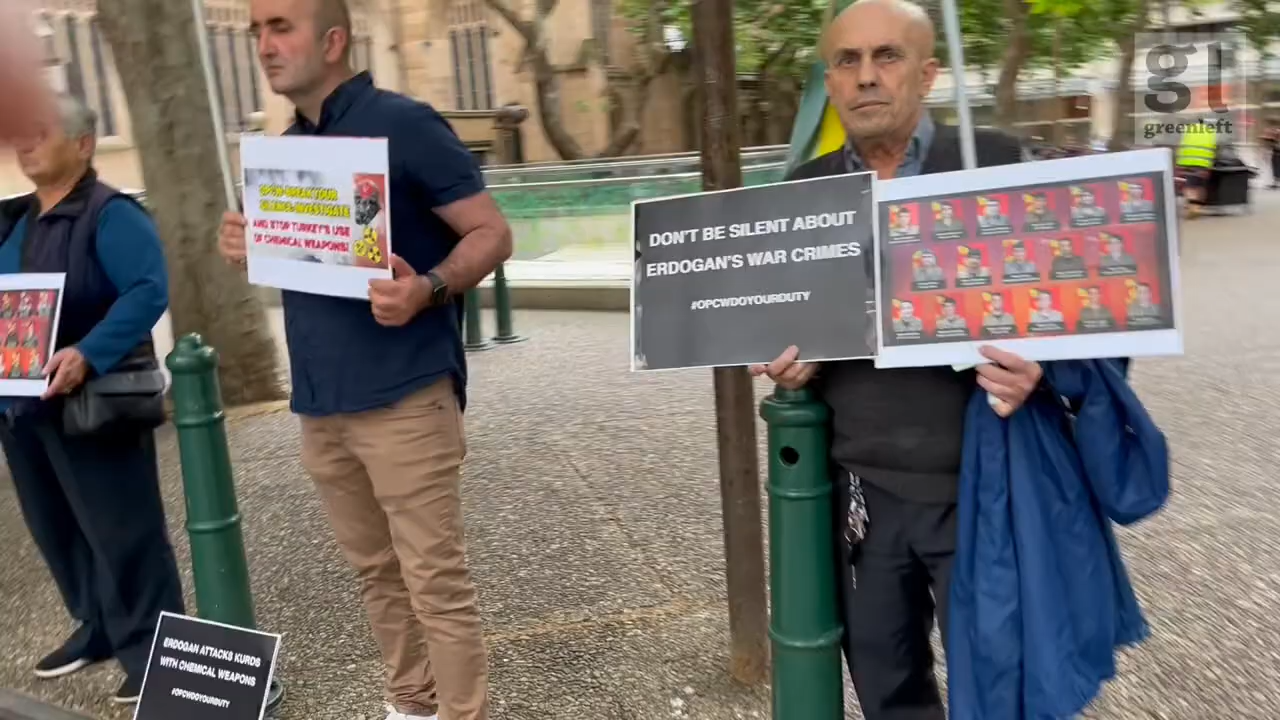 gl
greenleft
OPCW-BREAK YOUR
SILENCE-INVESTIGATE
AND STOP TURKEY'S USE
OF CHEMICAL WEAPONS!
DON'T BE SILENT ABOUT
ERDOGAN'S WAR CRIMES
#OPCWDOYOURDUTY
ERDOGAN ATTACKS KURDS
WITH CHEMICAL WEAPONS
#OPCWDOYOURDUTY